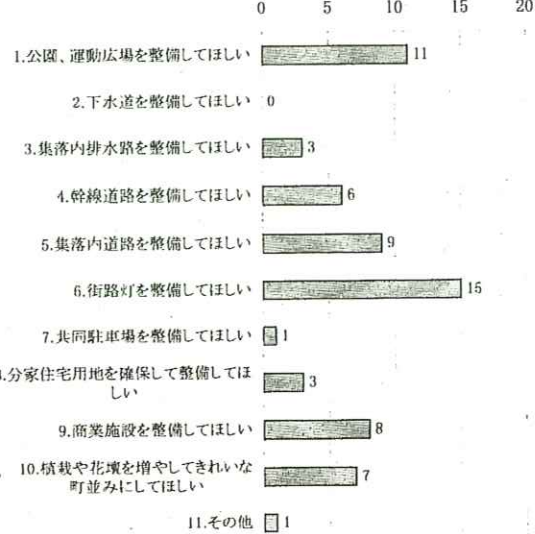 0 5 10 15 20
1.公園、運動広場を整備してほしい 11
2.下水道を整備してほしい 0
3.集落内排水路を整備してほしい 3
4.幹線道路を整備してほしい 6
5.集落内道路を整備してほしい 9
6.街路灯を整備してほしい 15
7.共同駐車場を整備してほしい 1
.分家住宅用地を確保して整備してほ
しい 3
9.商業施設を整備してほしい 8
10.植栽や花壇を増やしてきれいな
町並みにしてほしい 7
11.その他 1